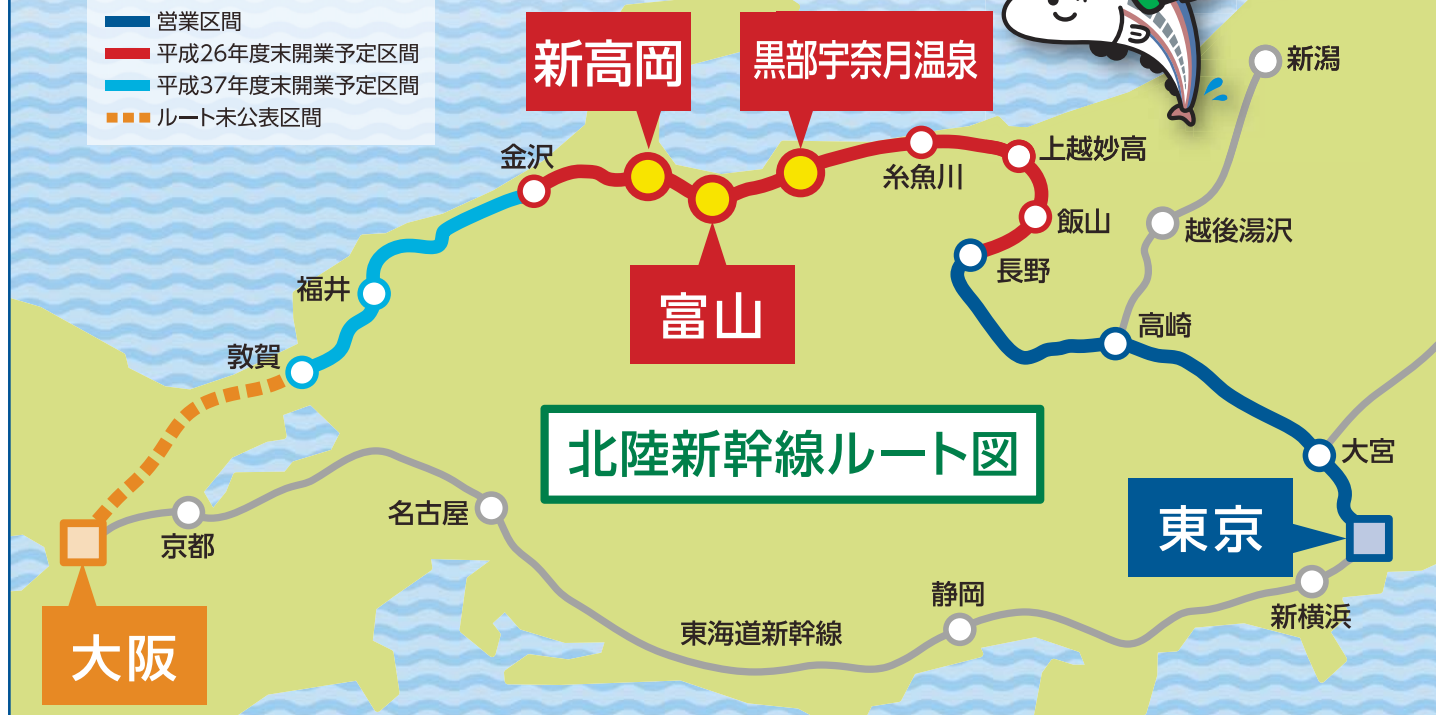 営業区間
平成26年度末開業予定区間
平成37年度末開業予定区間
ルート未公表区間
新高岡
黒部宇奈月温泉
新潟
金沢
糸魚川
上越妙高
飯山
越後湯沢
長野
福井
富山
高崎
敦賀
北陸新幹線ルート図
大宮
名古屋
東京
京都
静岡
新横浜
東海道新幹線
大阪